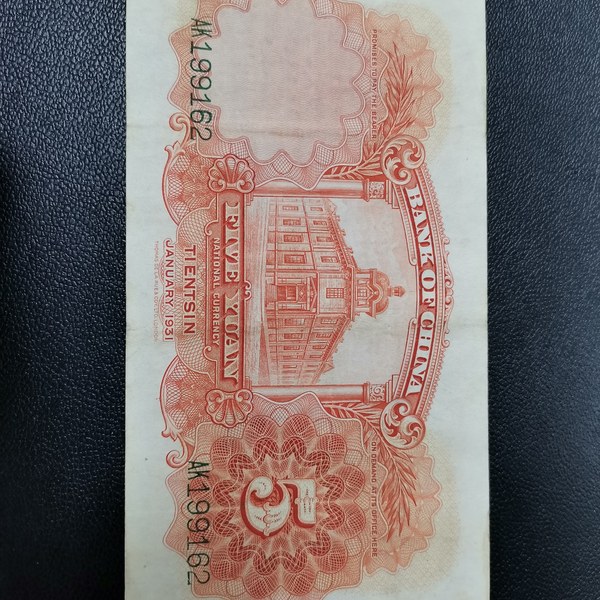 BANK OF CHINA
PROMISES TO PAY THE BEARER
ON DEMAND AT ITS OFFICE HERE
FIVE YUAN
NATIONAL CURRENCY
AK199162
TIENTSIN
AK199162
JANUARY 1931
5